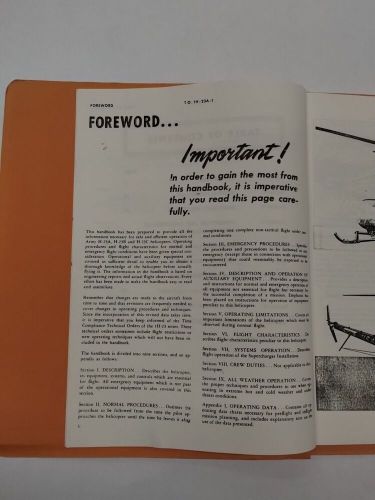 FOREWORD
T.O. 1H-23A-1
FOREWORD...
Important!
In order to gain the most from
this handbook, it is imperative
that you read this page care-
fully.
This handbook has been prepared to provide all the
information necessary for safe and efficient operation of
Army H-23A, H-23B and H-23C helicopters. Operating
procedures and flight characteristics for normal and
emergency flight conditions have been given special con-
sideration. Operational and auxiliary equipment are
covered in sufficient detail to enable you to obtain a
thorough knowledge of the helicopter before actually
flying it. The information in the handbook is based on
engineering reports and actual flight observations. Every
effort has been made to make the handbook easy to read
and assimilate.
Remember that changes are made to the aircraft from
time to time and that revisions are frequently needed to
cover changes in operating procedures and techniques.
Since the incorporation of this revised data takes time,
it is imperative that you keep informed of the Time
Compliance Technical Orders of the 1H-23 series. These
technical orders sometimes include flight restrictions or
new operating techniques which will not have been in-
cluded in the handbook.
The handbook is divided into nine sections, and an ap-
pendix as follows:
Section I, DESCRIPTION . . Describes the helicopter,
its equipment, systems, and controls which are essential
for flight. All emergency equipment which is not part
of the operational equipment is also covered in this
section.
Section II, NORMAL PROCEDURES . . Outlines the
procedures to be followed from the time the pilot ap-
proaches the helicopter until the time he leaves it after
completing one complete non-tactical flight under
mal conditions.
Section III, EMERGENCY PROCEDURES
the procedures and precautions to be followed in
emergency (except those in connection with
equipment) that could reasonably be expected to
encountered.
Section IV, DESCRIPTION AND OPERATION OF
AUXILIARY EQUIPMENT . . Provides a description
and instructions for normal and emergency operation of
all equipment not essential for flight but necessary to
the successful completion of a mission. Emphasis has
been placed on instructions for operation of equipment
peculiar to this helicopter.
Section V, OPERATING LIMITATIONS . . Covers
important limitations of the helicopter which
observed during normal flight.
Section VI, FLIGHT CHARACTERISTICS . . De-
scribes flight characteristics peculiar to this helicopter.
Section VII, SYSTEMS OPERATION . .
flight operation of the Supercharger Installation
Section VIII, CREW DUTIES . . Not applicable to this
helicopter.
Section IX, ALL WEATHER OPERATION . . Covers
the proper techniques and procedures to use when
rating in extreme hot and cold weather and
chutes conditions.
Appendix I, OPERATING DATA . . Contains all
ating data charts necessary for preflight and
mission planning, and includes explanatory text on the
use of the data presented.